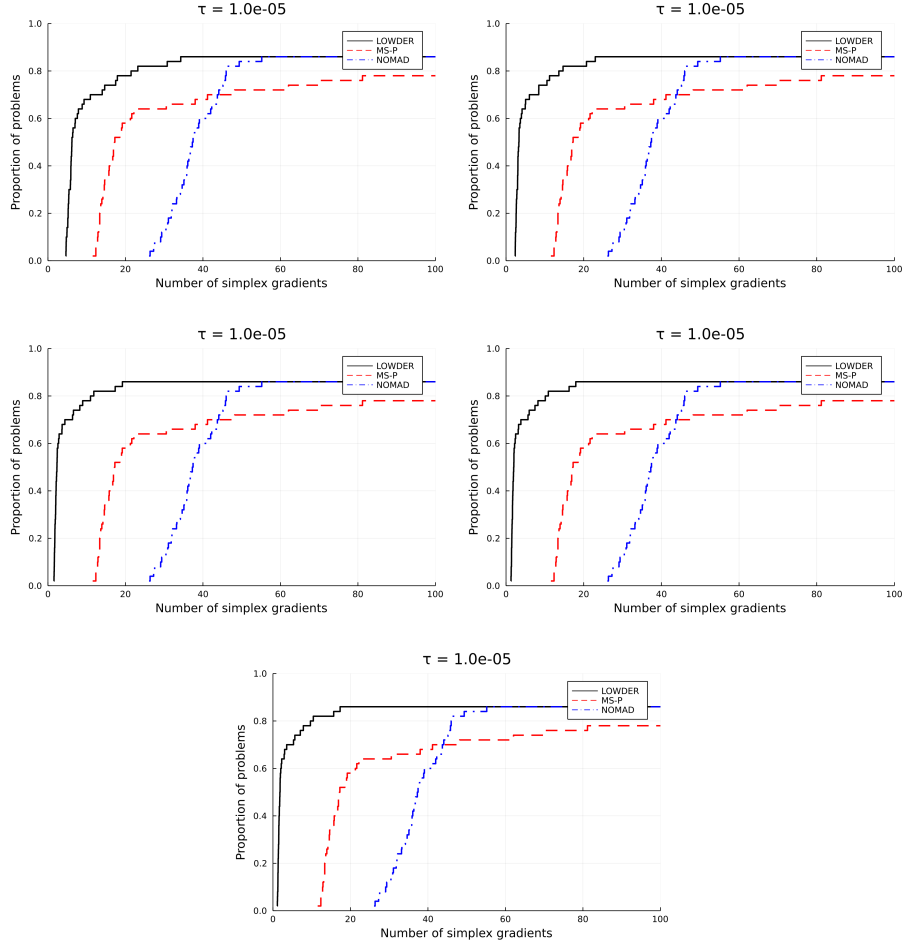 τ = 1.0e-05
τ = 1.0e-05
1.0
0.8
0.6
0.4
0.2
0.0
Proportion of problems
LOWDER
MS-P
NOMAD
0
20
40
60
80
100
Number of simplex gradients
1.0
0.8
0.6
0.4
0.2
0.0
Proportion of problems
LOWDER
MS-P
NOMAD
0
20
40
60
80
100
Number of simplex gradients
τ = 1.0e-05
τ = 1.0e-05
1.0
0.8
0.6
0.4
0.2
0.0
Proportion of problems
LOWDER
MS-P
NOMAD
0
20
40
60
80
100
Number of simplex gradients
1.0
0.8
0.6
0.4
0.2
0.0
Proportion of problems
LOWDER
MS-P
NOMAD
0
20
40
60
80
100
Number of simplex gradients
τ = 1.0e-05
1.0
0.8
0.6
0.4
0.2
0.0
Proportion of problems
LOWDER
MS-P
NOMAD
0
20
40
60
80
100
Number of simplex gradients